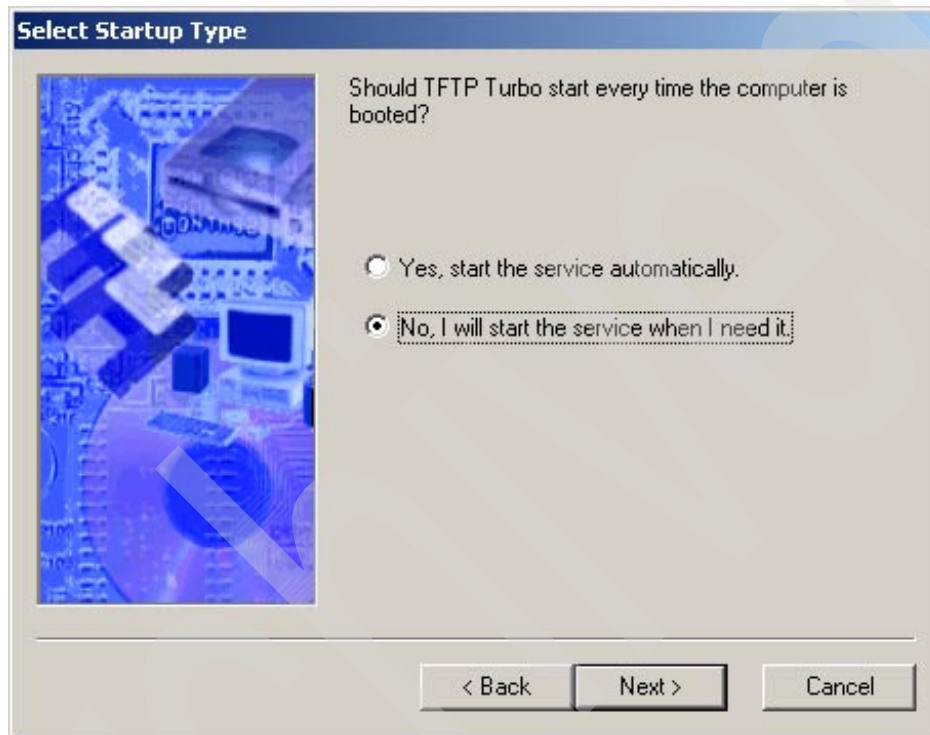 Select Startup Type
Should TFTP Turbo start every time the computer is
booted?
Yes, start the service automatically.
No, I will start the service when I need it.
< Back
Next >
Cancel